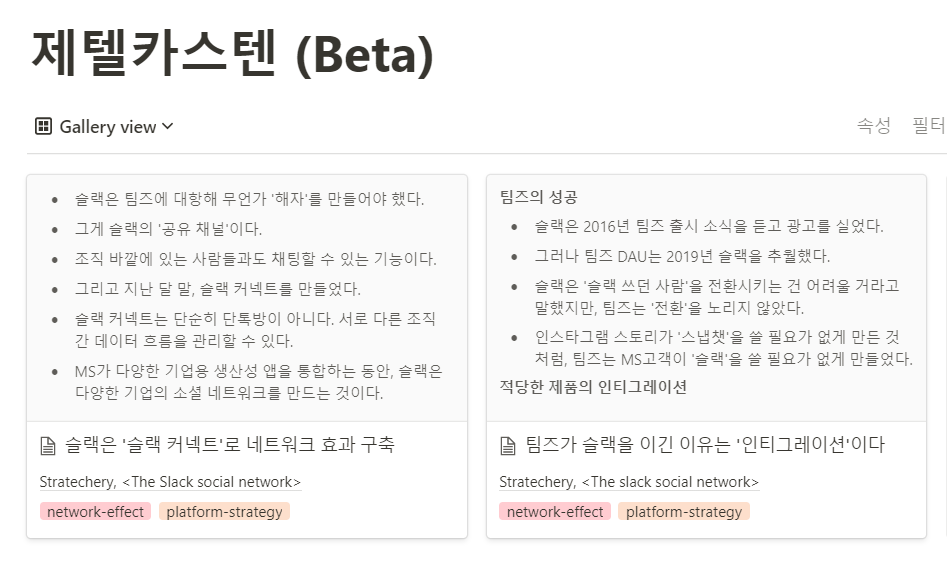 제텔카스텐 (Beta)
Gallery view
속성 필터
• 슬랙은 팀즈에 대항해 무언가 '해자'를 만들어야 했다.
• 그게 슬랙의 '공유 채널'이다.
• 조직 바깥에 있는 사람들과도 채팅할 수 있는 기능이다.
• 그리고 지난 달 말, 슬랙 커넥트를 만들었다.
• 슬랙 커넥트는 단순히 단톡방이 아니다. 서로 다른 조직
간 데이터 흐름을 관리할 수 있다.
• MS가 다양한 기업용 생산성 앱을 통합하는 동안, 슬랙은
다양한 기업의 소셜 네트워크를 만드는 것이다.
슬랙은 '슬랙 커넥트'로 네트워크 효과 구축
Stratechery, <The Slack social network>
network-effect platform-strategy
팀즈의 성공
• 슬랙은 2016년 팀즈 출시 소식을 듣고 광고를 실었다.
• 그러나 팀즈 DAU는 2019년 슬랙을 추월했다.
• 슬랙은 '슬랙 쓰던 사람'을 전환시키는 건 어려울 거라고
말했지만, 팀즈는 '전환'을 노리지 않았다.
• 인스타그램 스토리가 '스냅챗'을 쓸 필요가 없게 만든 것
처럼, 팀즈는 MS고객이 '슬랙'을 쓸 필요가 없게 만들었다.
적당한 제품의 인티그레이션
팀즈가 슬랙을 이긴 이유는 '인티그레이션'이다
Stratechery, <The slack social network>
network-effect platform-strategy